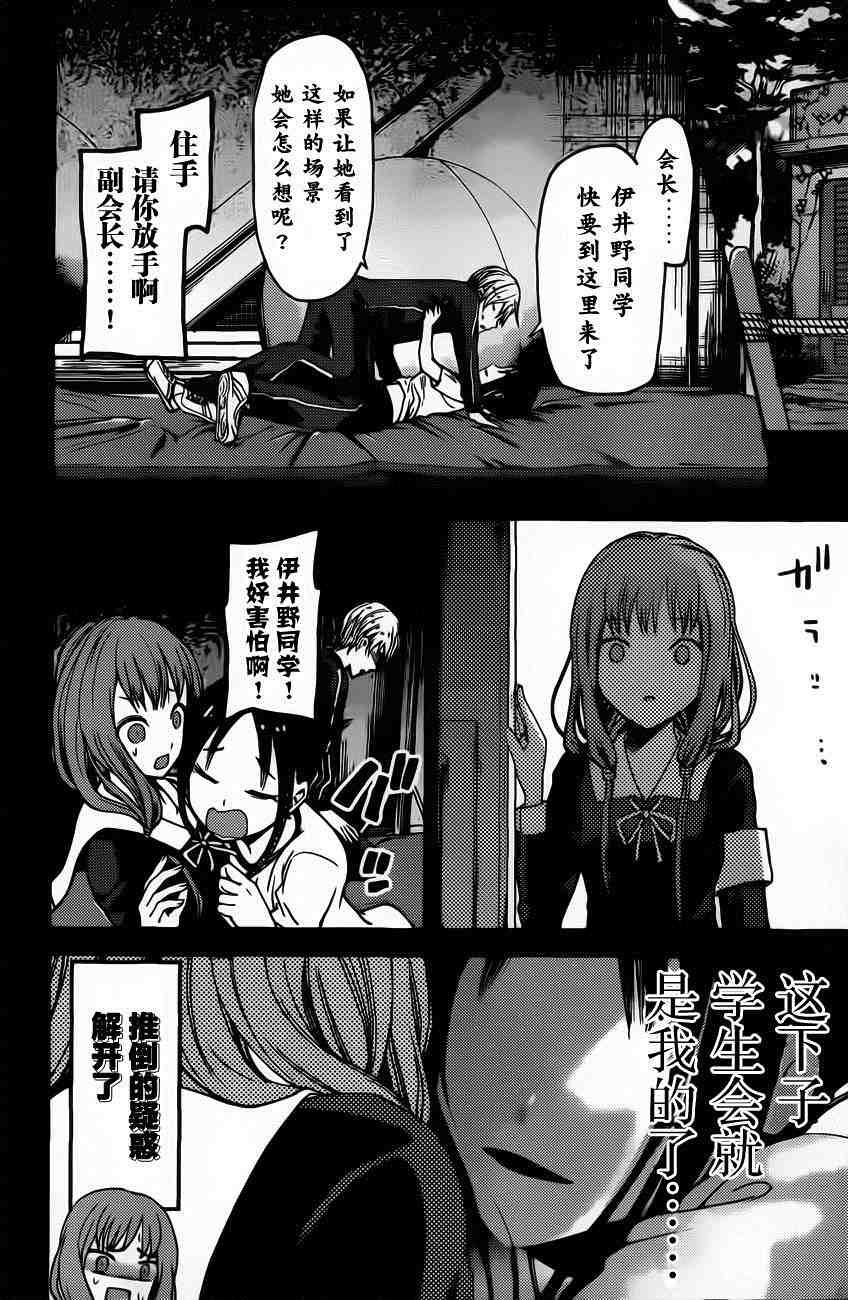 会长……
伊井野同学
快要到这里来了
如果让她看到了
这样的场景
她会怎么想呢？
住手
请你放手啊
副会长……！
ガ
ラッ
伊井野同学！
我好害怕啊！
这下子
学生会就
是我的了……
推倒的疑惑
解开了